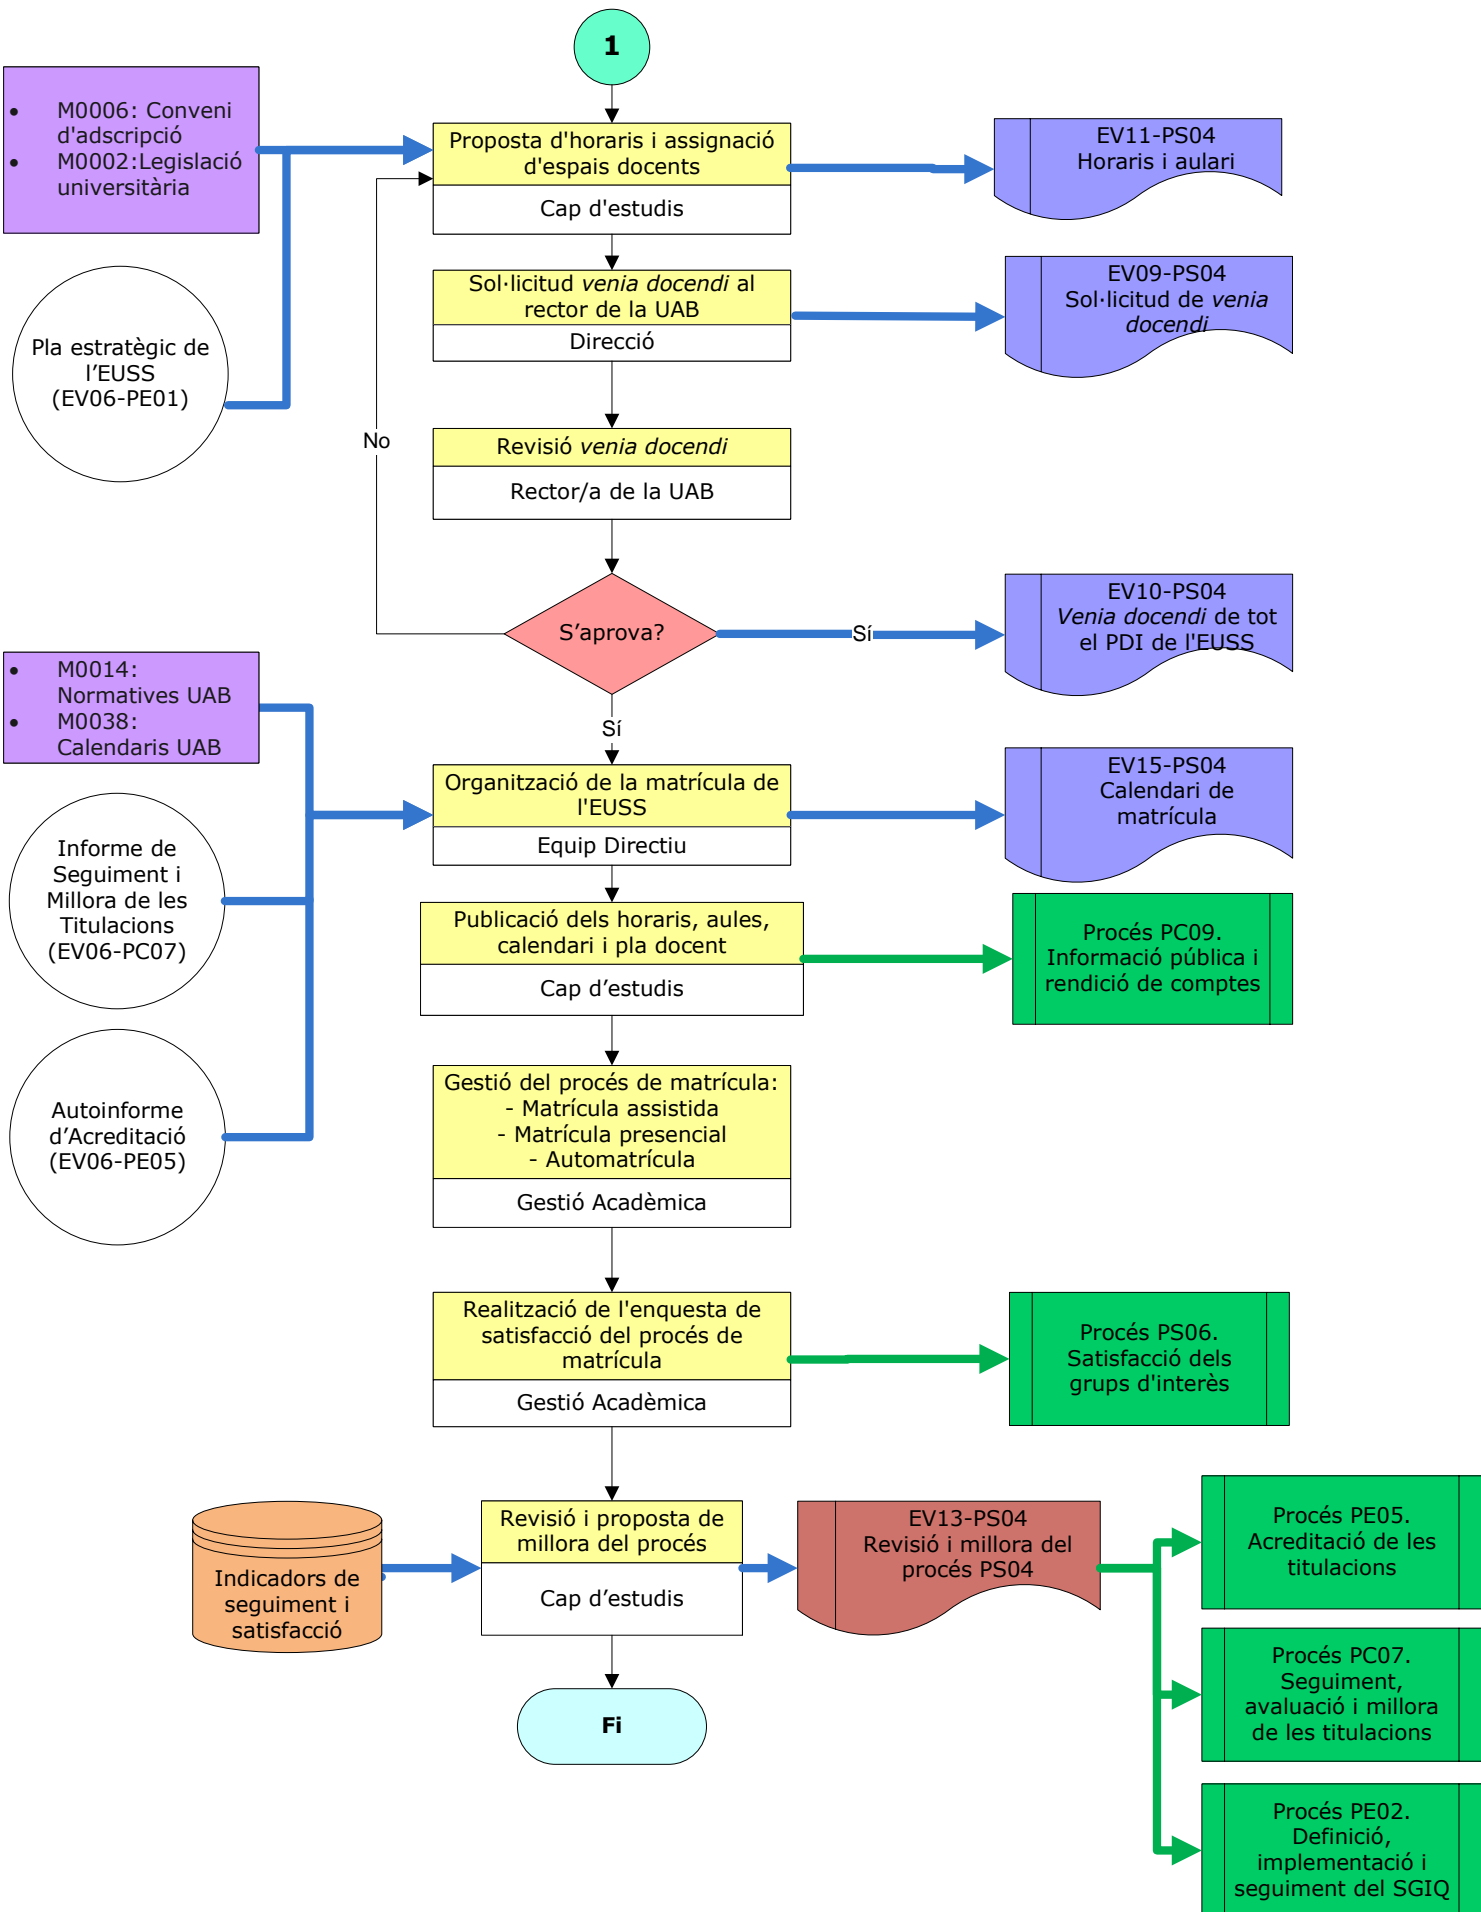 1
• M0006: Conveni
d'adscripció
• M0002:Legislació
universitària
Proposta d'horaris i assignació
d'espais docents
Cap d'estudis
EV11-PS04
Horaris i aulari
Sol·licitud venia docendi al
rector de la UAB
Direcció
EV09-PS04
Sol·licitud de venia
docendi
Pla estratègic de
l’EUSS
(EV06-PE01)
No
Revisió venia docendi
Rector/a de la UAB
S’aprova?
Sí
EV10-PS04
Venia docendi de tot
el PDI de l'EUSS
Sí
• M0014:
Normatives UAB
• M0038:
Calendaris UAB
Organització de la matrícula de
l'EUSS
Equip Directiu
EV15-PS04
Calendari de
matrícula
Informe de
Seguiment i
Millora de les
Titulacions
(EV06-PC07)
Publicació dels horaris, aules,
calendari i pla docent
Cap d’estudis
Procés PC09.
Informació pública i
rendició de comptes
Autoinforme
d’Acreditació
(EV06-PE05)
Gestió del procés de matrícula:
- Matrícula assistida
- Matrícula presencial
- Automatrícula
Gestió Acadèmica
Realització de l'enquesta de
satisfacció del procés de
matrícula
Gestió Acadèmica
Procés PS06.
Satisfacció dels
grups d'interès
Indicadors de
seguiment i
satisfacció
Revisió i proposta de
millora del procés
Cap d’estudis
EV13-PS04
Revisió i millora del
procés PS04
Procés PE05.
Acreditació de les
titulacions
Procés PC07.
Seguiment,
avaluació i millora
de les titulacions
Fi
Procés PE02.
Definició,
implementació i
seguiment del SGIQ